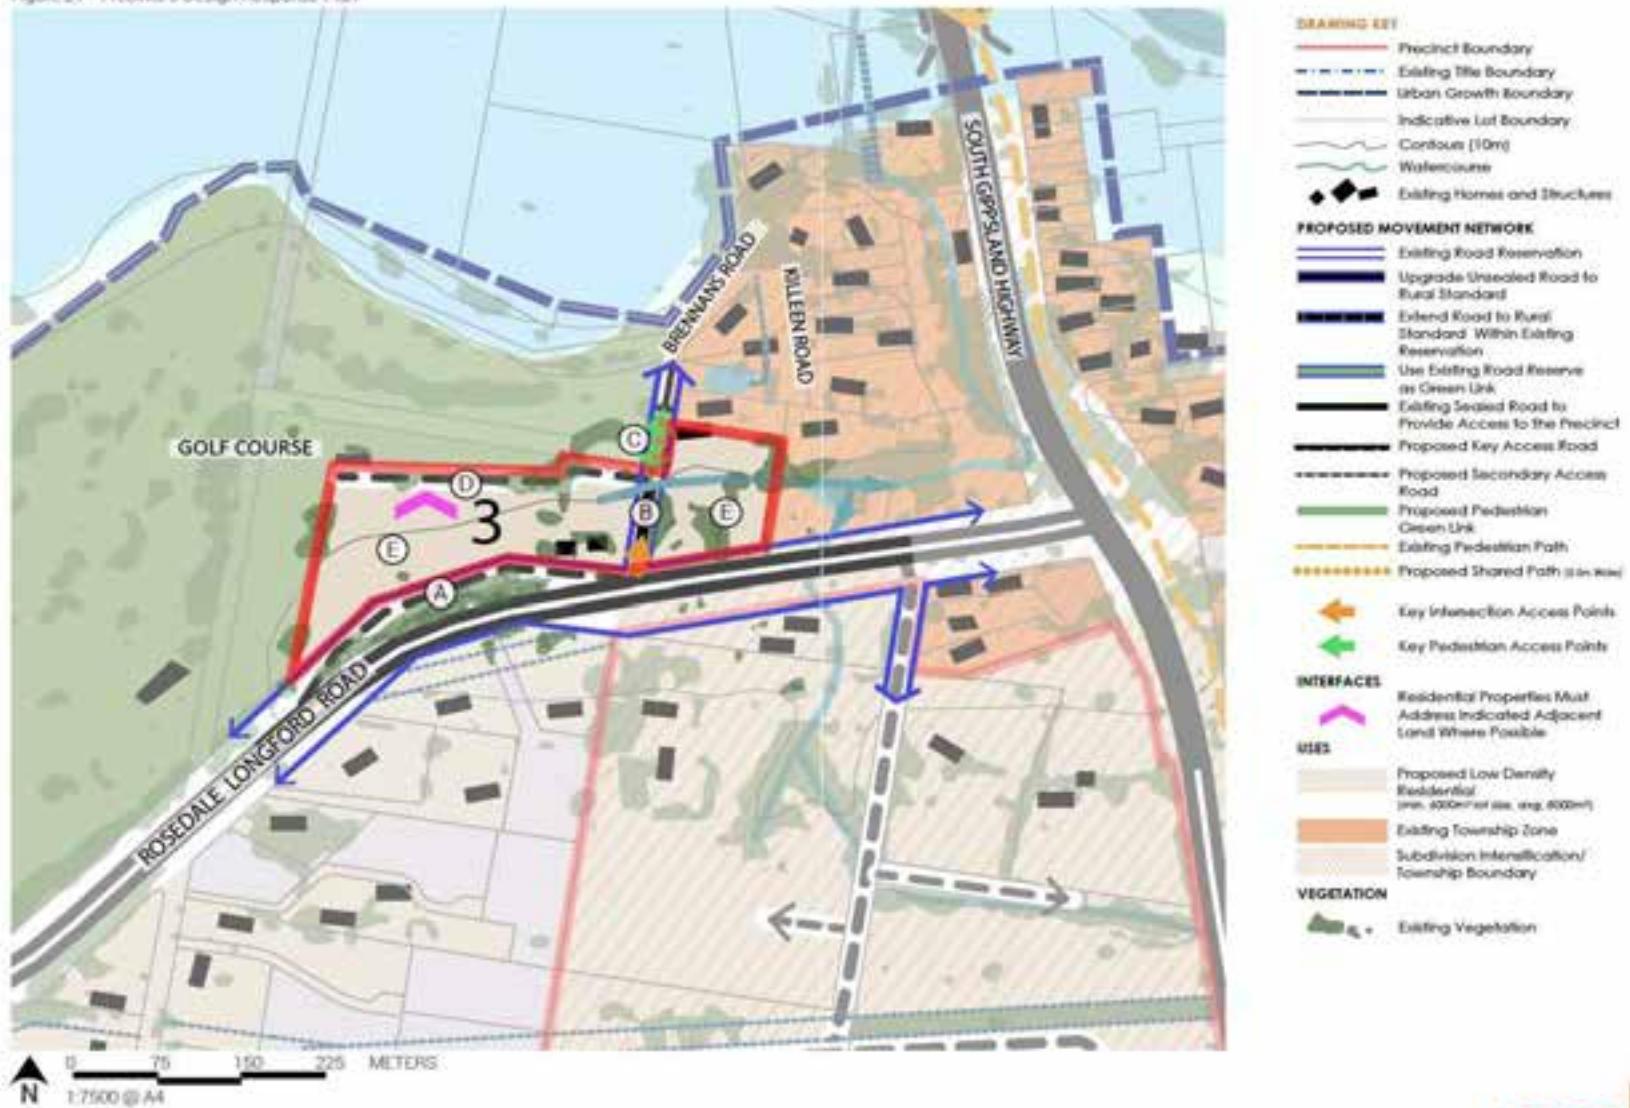 SOUTH GIPPSLAND HIGHWAY
BRENNANS ROAD
KILLEEN ROAD
GOLF COURSE
C
D
3
B
E
E
A
ROSEDALE LONGFORD ROAD
0 75 150 225 METERS
N
1:7500 @ A4
DRAWING KEY
Precinct Boundary
Existing Title Boundary
Urban Growth Boundary
Indicative Lot Boundary
Contours (10m)
Watercourse
Existing Homes and Structures
PROPOSED MOVEMENT NETWORK
Existing Road Reservation
Upgrade Unsealed Road to
Rural Standard
Extend Road to Rural
Standard Within Existing
Reservation
Use Existing Road Reserve
as Green Link
Existing Sealed Road to
Provide Access to the Precinct
Proposed Key Access Road
Proposed Secondary Access
Road
Proposed Pedestrian
Green Link
Existing Pedestrian Path
Proposed Shared Path
Key Intersection Access Points
Key Pedestrian Access Points
INTERFACES
Residential Properties Must
Address Indicated Adjacent
Land Where Possible
USES
Proposed Low Density
Residential
(min. 6000m² lot size, avg. 8000m²)
Existing Township Zone
Subdivision Intensification/
Township Boundary
VEGETATION
Existing Vegetation